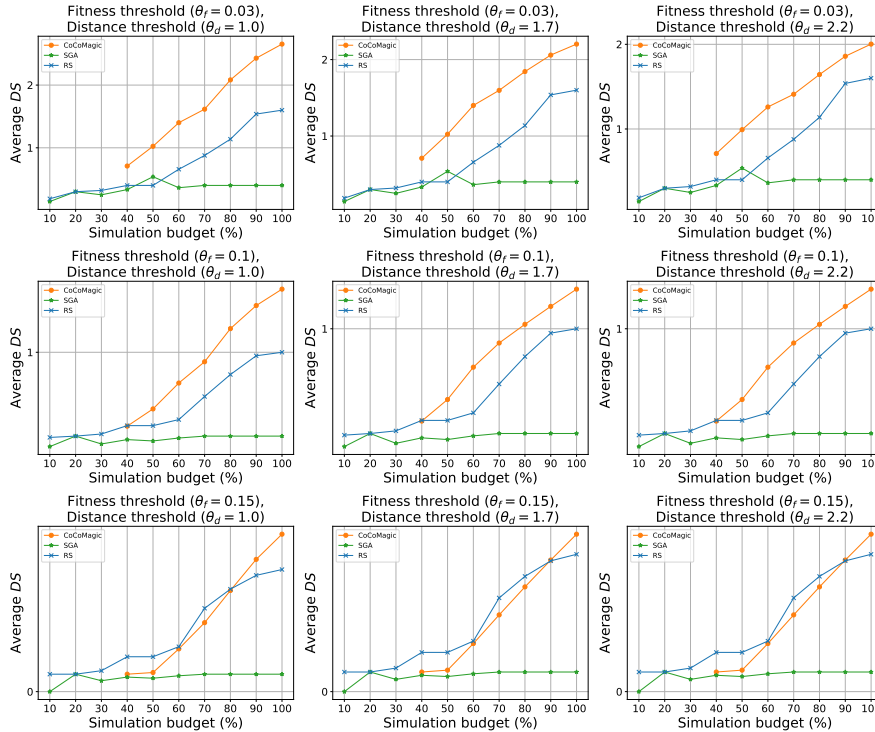 Fitness threshold (θf = 0.03),
Distance threshold (θd = 1.0)
CoCoMagic
SGA
RS
Average DS
2
1
10 20 30 40 50 60 70 80 90 100
Simulation budget (%)
Fitness threshold (θf = 0.03),
Distance threshold (θd = 1.7)
CoCoMagic
SGA
RS
Average DS
2
1
10 20 30 40 50 60 70 80 90 100
Simulation budget (%)
Fitness threshold (θf = 0.03),
Distance threshold (θd = 2.2)
CoCoMagic
SGA
RS
Average DS
2
1
10 20 30 40 50 60 70 80 90 100
Simulation budget (%)
Fitness threshold (θf = 0.1),
Distance threshold (θd = 1.0)
CoCoMagic
SGA
RS
Average DS
1
10 20 30 40 50 60 70 80 90 100
Simulation budget (%)
Fitness threshold (θf = 0.1),
Distance threshold (θd = 1.7)
CoCoMagic
SGA
RS
Average DS
1
10 20 30 40 50 60 70 80 90 100
Simulation budget (%)
Fitness threshold (θf = 0.1),
Distance threshold (θd = 2.2)
CoCoMagic
SGA
RS
Average DS
1
10 20 30 40 50 60 70 80 90 100
Simulation budget (%)
Fitness threshold (θf = 0.15),
Distance threshold (θd = 1.0)
CoCoMagic
SGA
RS
Average DS
0
10 20 30 40 50 60 70 80 90 100
Simulation budget (%)
Fitness threshold (θf = 0.15),
Distance threshold (θd = 1.7)
CoCoMagic
SGA
RS
Average DS
0
10 20 30 40 50 60 70 80 90 100
Simulation budget (%)
Fitness threshold (θf = 0.15),
Distance threshold (θd = 2.2)
CoCoMagic
SGA
RS
Average DS
0
10 20 30 40 50 60 70 80 90 100
Simulation budget (%)